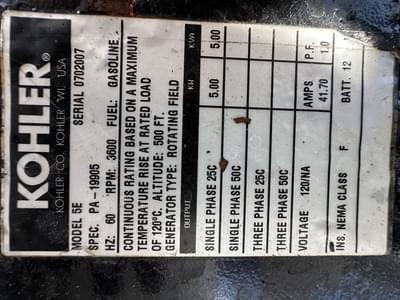 KOHLER®
KOHLER CO. KOHLER WI. USA
MODEL 5E SERIAL 0702007
SPEC. PA-19905
HZ: 60 RPM: 3600 FUEL: GASOLINE
CONTINUOUS RATING BASED ON A MAXIMUM
TEMPERATURE RISE AT RATED LOAD
OF 120ºC. ALTITUDE: 500 FT.
GENERATOR TYPE: ROTATING FIELD
OUTPUT KW KVA
SINGLE PHASE 25C 5.00 5.00
SINGLE PHASE 50C
THREE PHASE 25C
THREE PHASE 50C
VOLTAGE 120/NA AMPS 41.70 P.F. 1.0
INS. NEMA CLASS F BATT. 12